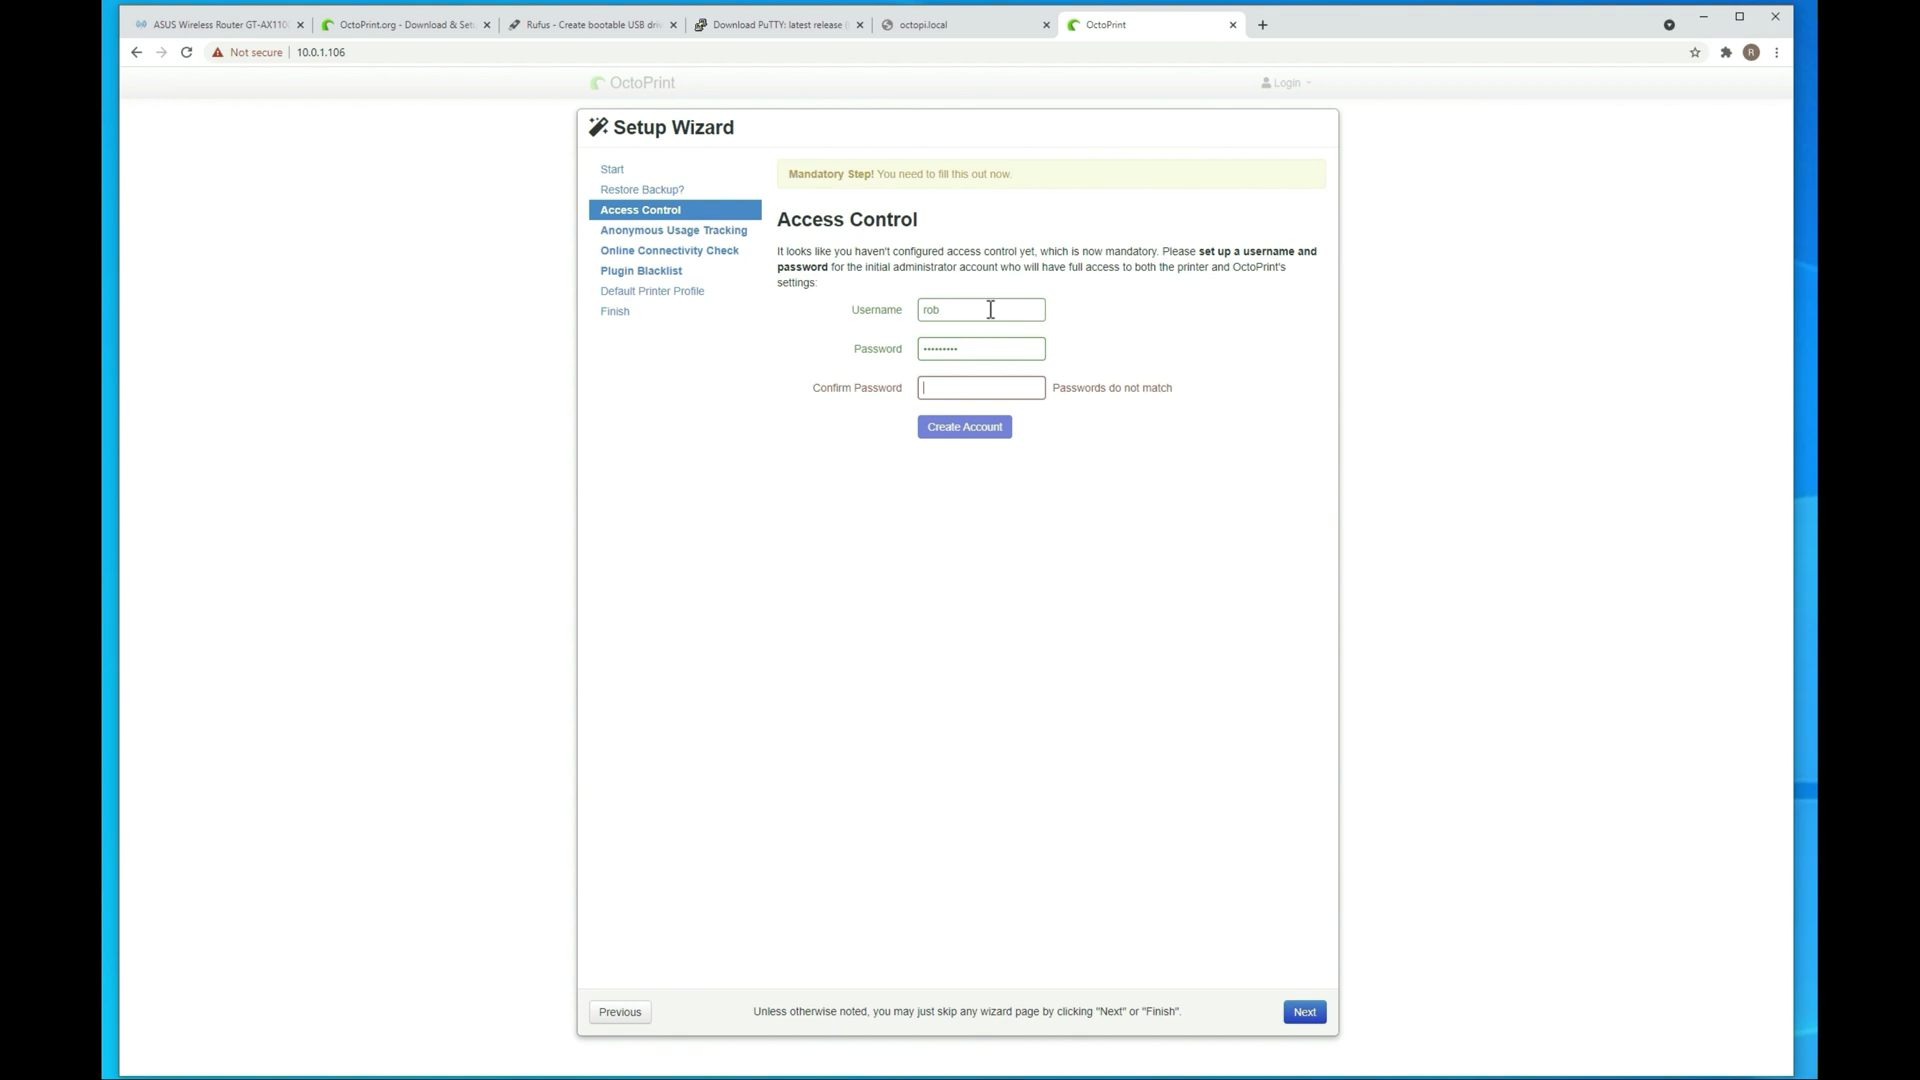 ASUS Wireless Router GT-AX110
OctoPrint.org - Download & Set
Rufus - Create bootable USB dri
Download PuTTY: latest release
octopi.local
OctoPrint
Not secure
10.0.1.106
R
OctoPrint
Login
Setup Wizard
Start
Restore Backup?
Access Control
Anonymous Usage Tracking
Online Connectivity Check
Plugin Blacklist
Default Printer Profile
Finish
Mandatory Step! You need to fill this out now.
Access Control
It looks like you haven't configured access control yet, which is now mandatory. Please set up a username and
password for the initial administrator account who will have full access to both the printer and OctoPrint's
settings:
Username rob
Password •••••••••
Confirm Password Passwords do not match
Create Account
Previous
Unless otherwise noted, you may just skip any wizard page by clicking "Next" or "Finish".
Next